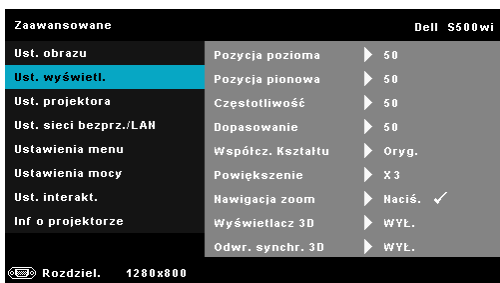 Zaawansowane Dell S500wi
Ust. obrazu
Ust. wyświetl.
Ust. projektora
Ust. sieci bezprz./LAN
Ustawienia menu
Ustawienia mocy
Ust. interakt.
Inf o projektorze
Pozycja pozioma 50
Pozycja pionowa 50
Częstotliwość 50
Dopasowanie 50
Współcz. Kształtu Oryg.
Powiększenie X3
Nawigacja zoom Naciś.
Wyświetlacz 3D WYŁ.
Odwr. synchr. 3D WYŁ.
Rozdziel. 1280x800